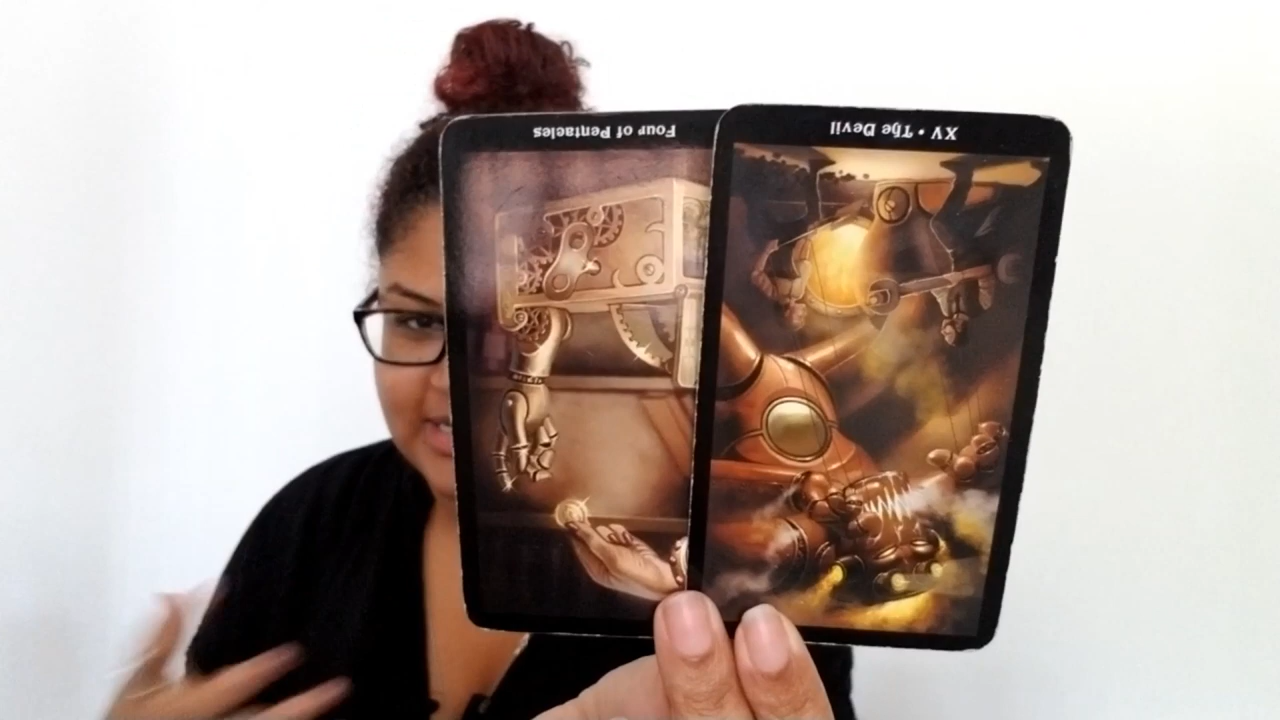 Four of Pentacles
XV • The Devil